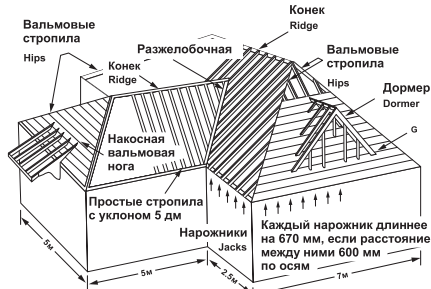 Конек
Ridge
Вальмовые
стропила
Hips
Разжелобочная
Конек
Ridge
Вальмовые
стропила
Hips
Дормер
Dormer
G
Накосная
вальмовая
нога
Простые стропила
с уклоном 5 дм
Нарожники
Jacks
Каждый нарожник длиннее
на 670 мм, если расстояние
между ними 600 мм
по осям
5м
5м
2.5м
7м